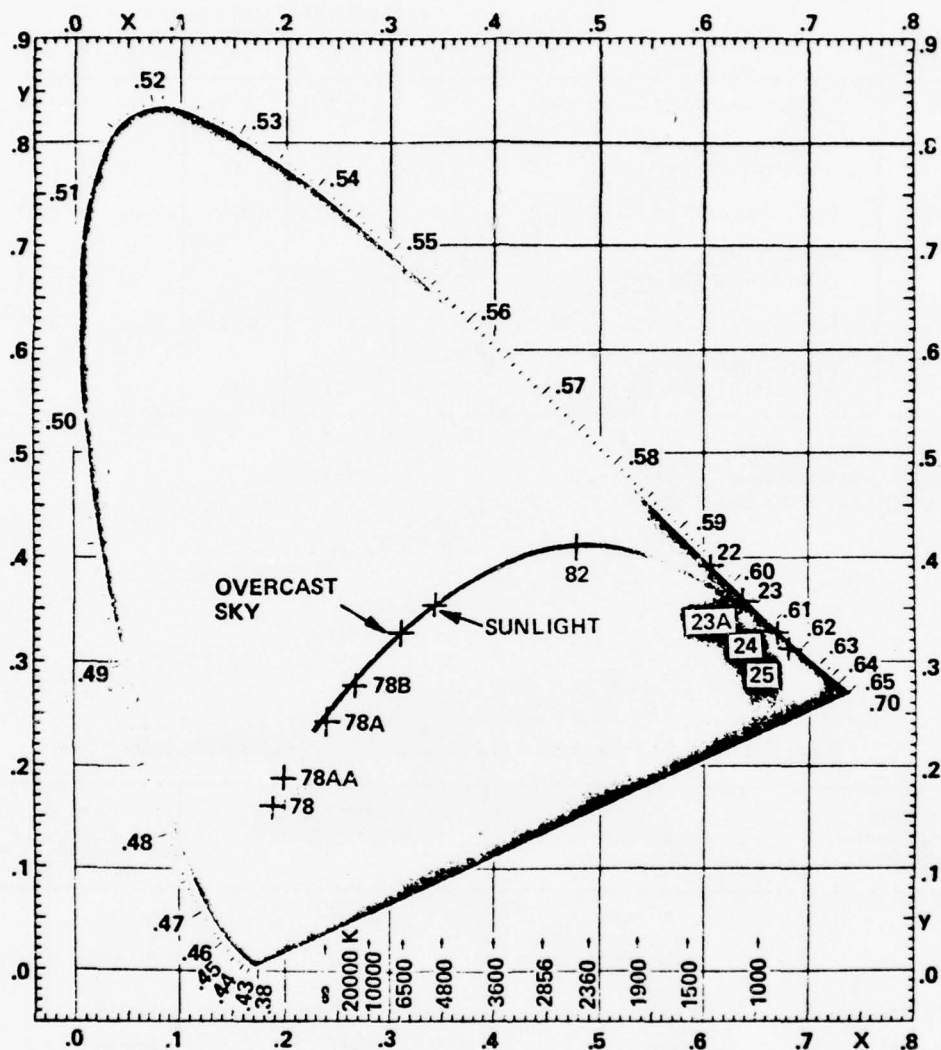 .0 X .1 .2 .3 .4 .5 .6 .7 .8
.9 .9
Y
.52
.53
.8 .8
.54
.51
.7 .55 .7
.56
.6 .6
.57
.50
.5 .58 .5
.59
22
.4 .60 .4
82 23
OVERCAST
SKY
.61
SUNLIGHT 23A .62
24 .63
.3 .3
.49 78B 25 .64
.65
.70
78A
.2 78AA .2
78
.48
.1 .1
.47 Y
.46
.45
.44
.43
.38
.0 ∞ 20000 K 10000 6500 4800 3600 2856 2360 1900 1500 1000 .0
.0 .1 .2 .3 .4 .5 .6 .7 X .8